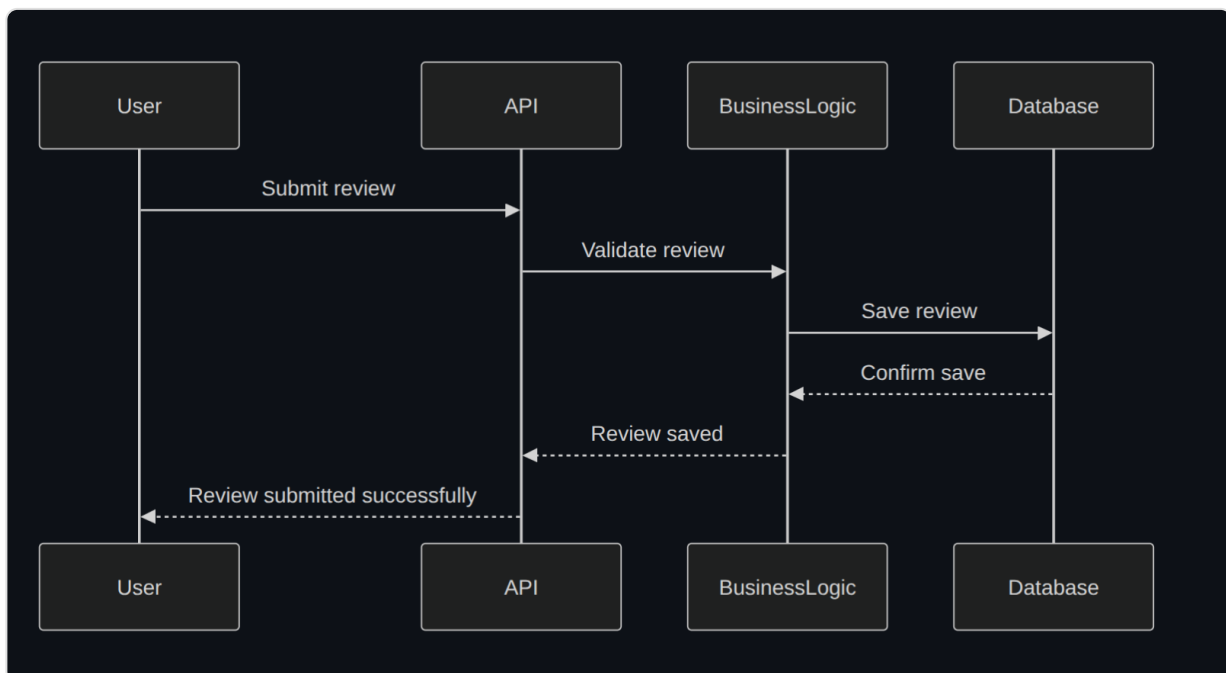 User
API
BusinessLogic
Database
Submit review
Validate review
Save review
Confirm save
Review saved
Review submitted successfully
User
API
BusinessLogic
Database